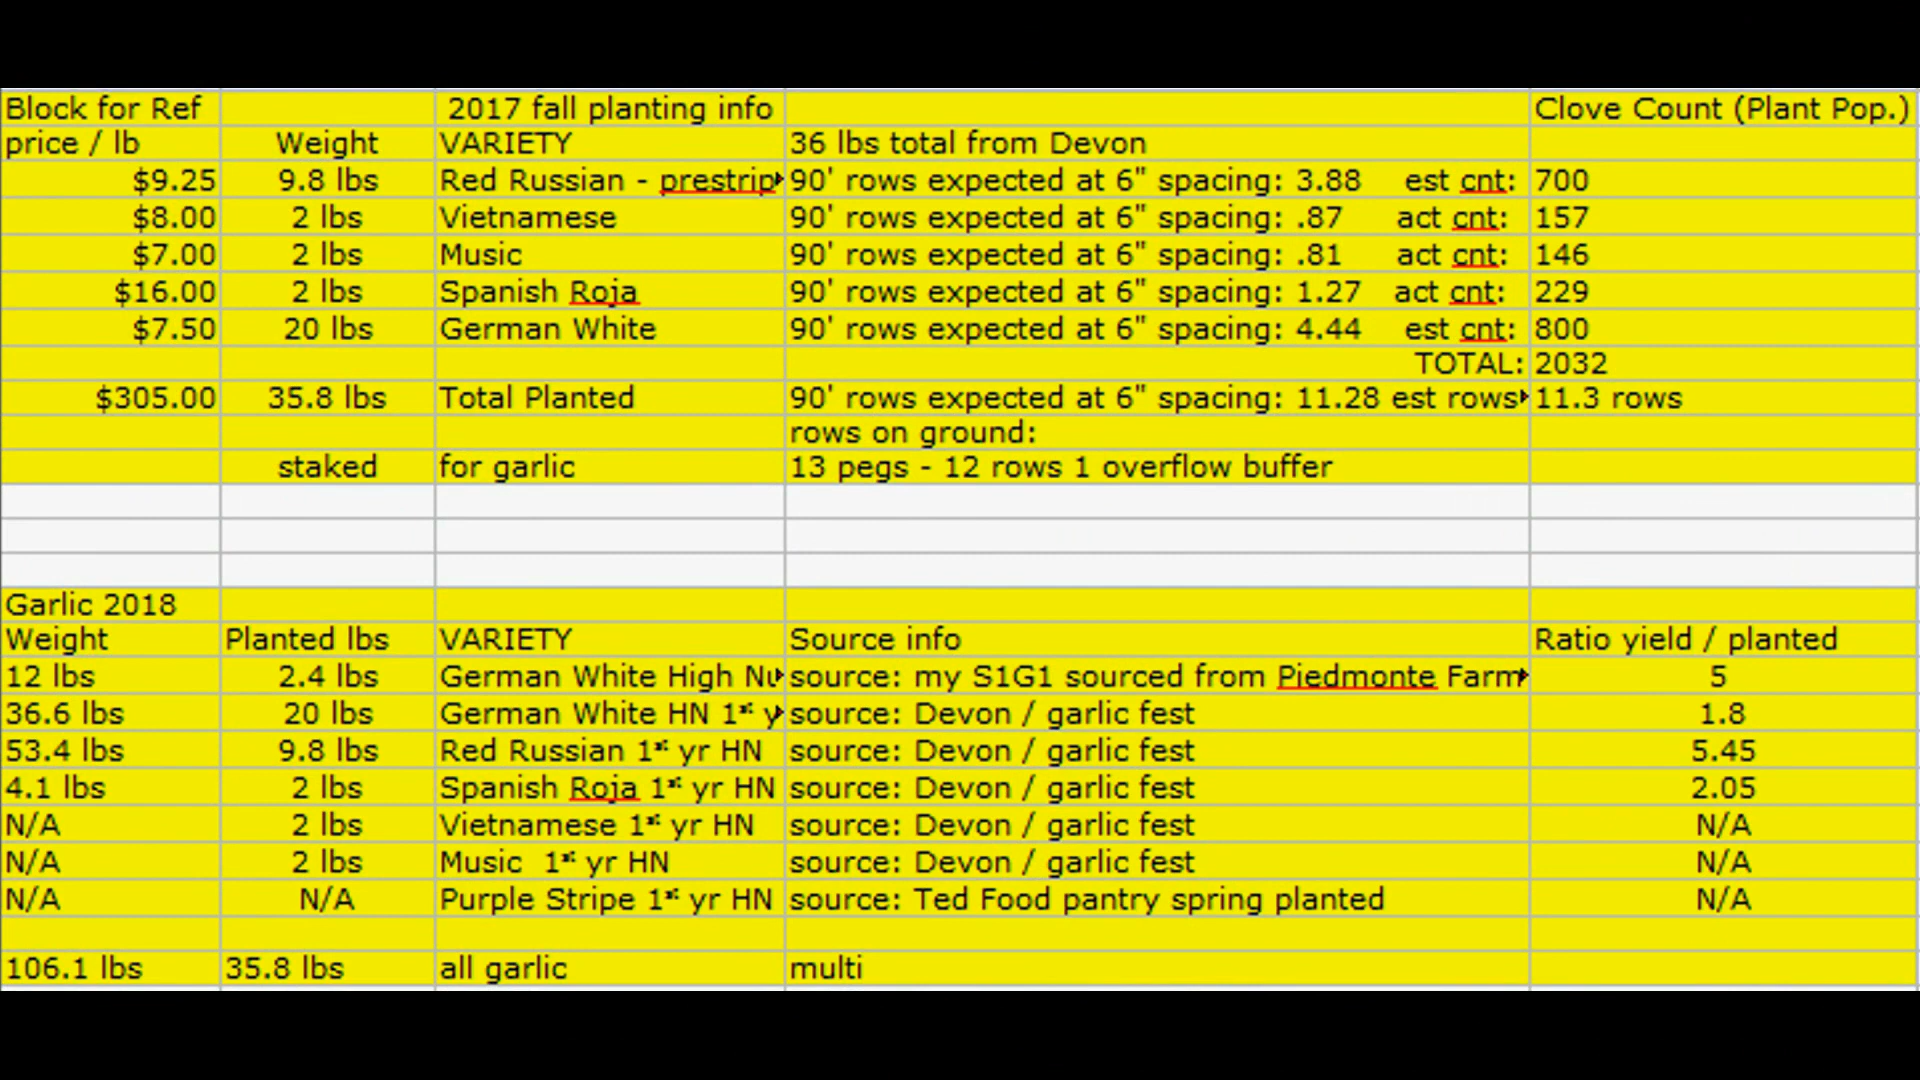 Block for Ref 2017 fall planting info Clove Count (Plant Pop.)
price / lb Weight VARIETY 36 lbs total from Devon
$9.25 9.8 lbs Red Russian - prestrip 90' rows expected at 6" spacing: 3.88 est cnt: 700
$8.00 2 lbs Vietnamese 90' rows expected at 6" spacing: .87 act cnt: 157
$7.00 2 lbs Music 90' rows expected at 6" spacing: .81 act cnt: 146
$16.00 2 lbs Spanish Roja 90' rows expected at 6" spacing: 1.27 act cnt: 229
$7.50 20 lbs German White 90' rows expected at 6" spacing: 4.44 est cnt: 800
TOTAL: 2032
$305.00 35.8 lbs Total Planted 90' rows expected at 6" spacing: 11.28 est rows 11.3 rows
rows on ground:
staked for garlic 13 pegs - 12 rows 1 overflow buffer
Garlic 2018
Weight Planted lbs VARIETY Source info Ratio yield / planted
12 lbs 2.4 lbs German White High Nu source: my S1G1 sourced from Piedmonte Farm 5
36.6 lbs 20 lbs German White HN 1st y source: Devon / garlic fest 1.8
53.4 lbs 9.8 lbs Red Russian 1st yr HN source: Devon / garlic fest 5.45
4.1 lbs 2 lbs Spanish Roja 1st yr HN source: Devon / garlic fest 2.05
N/A 2 lbs Vietnamese 1st yr HN source: Devon / garlic fest N/A
N/A 2 lbs Music 1st yr HN source: Devon / garlic fest N/A
N/A N/A Purple Stripe 1st yr HN source: Ted Food pantry spring planted N/A
106.1 lbs 35.8 lbs all garlic multi